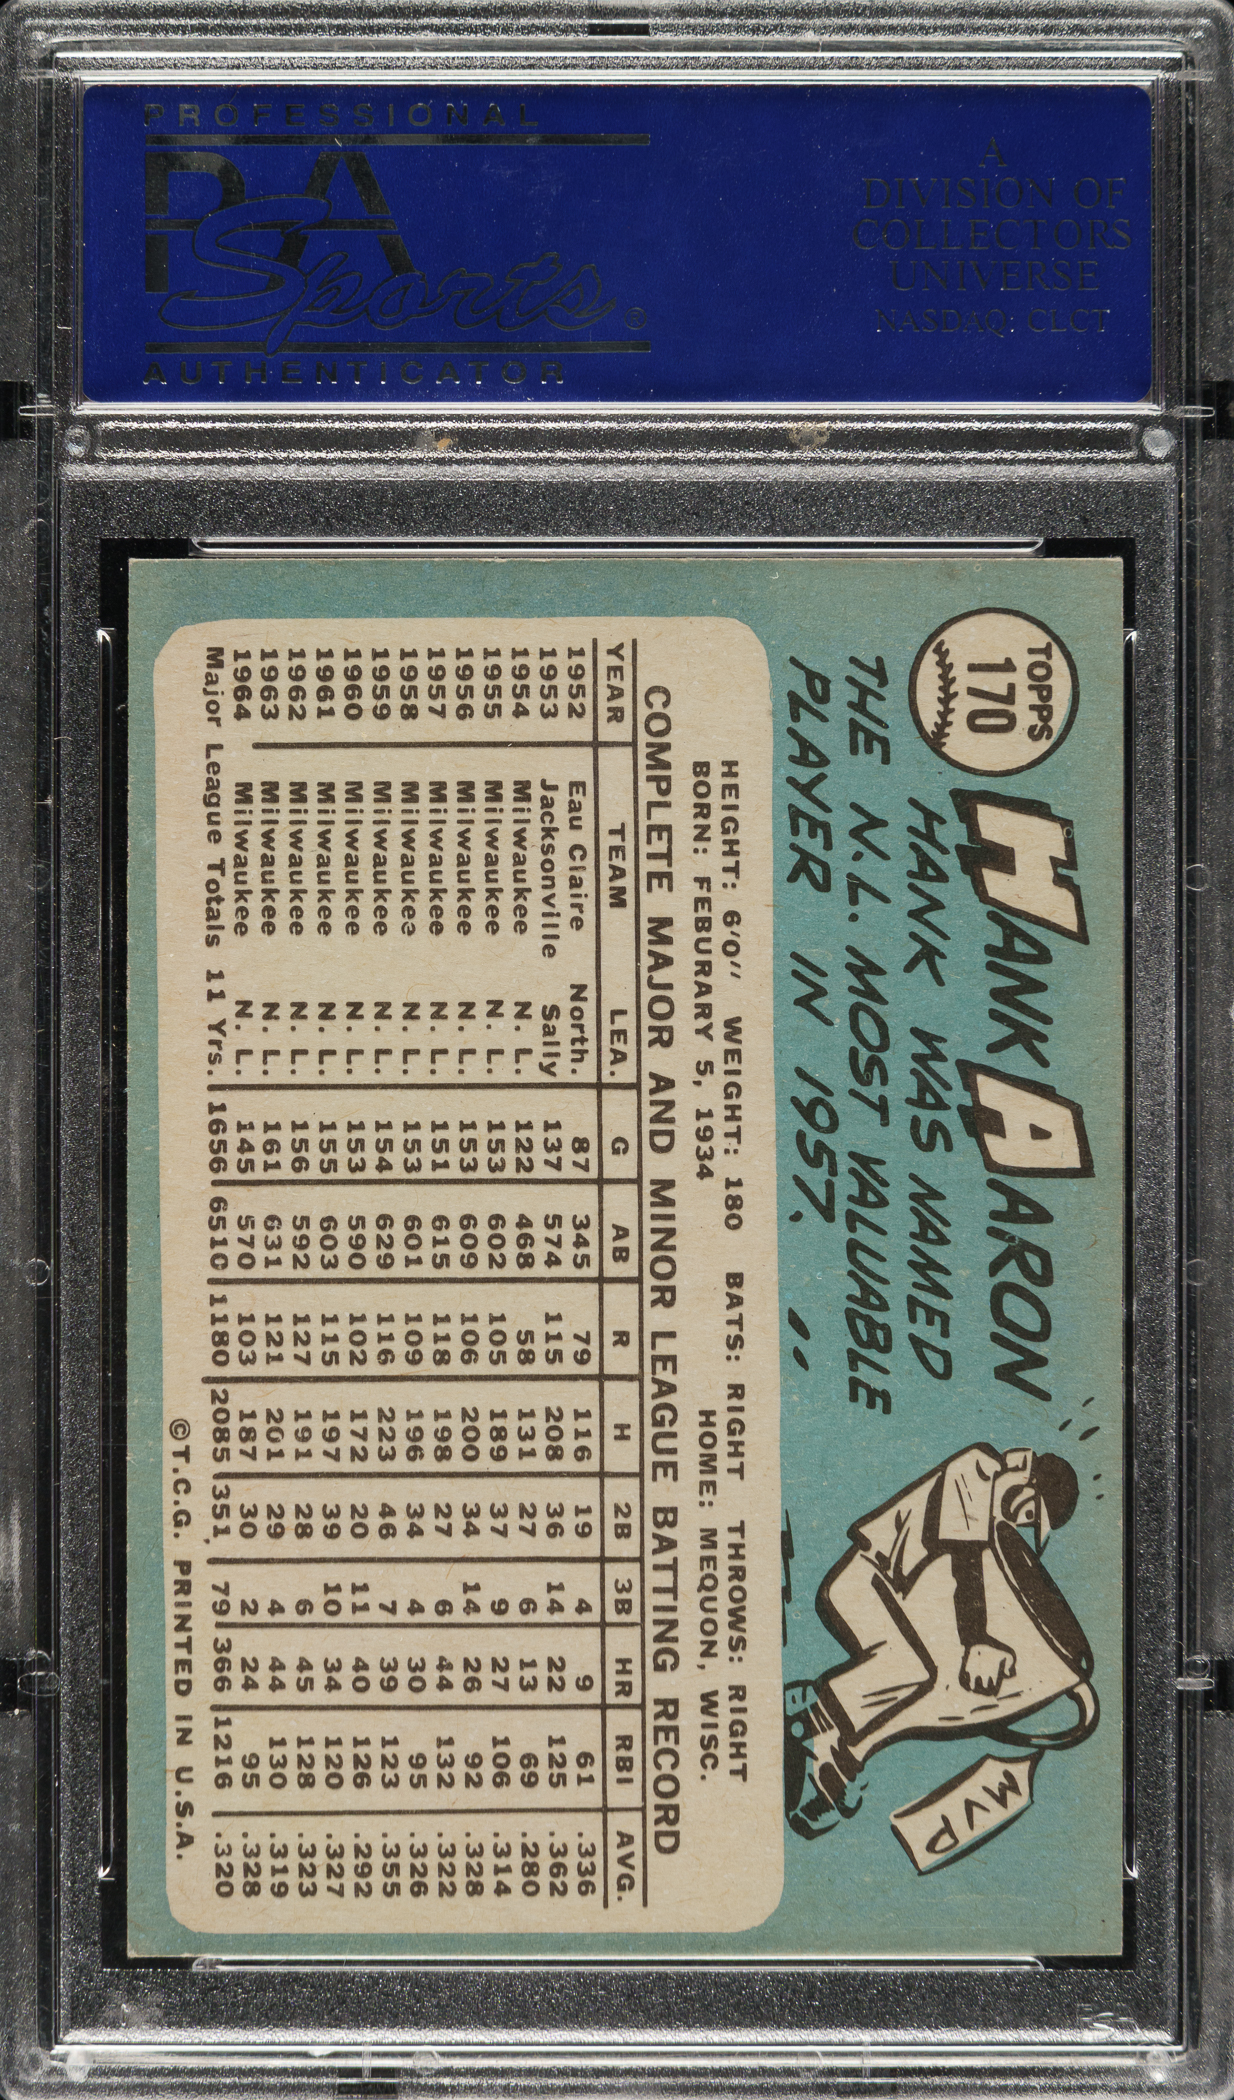 PROFESSIONAL
PSA
Sports®
AUTHENTICATOR
A
DIVISION OF
COLLECTORS
UNIVERSE
NASDAQ: CLCT
TOPPS
170
HANK AARON
HANK WAS NAMED
THE N.L. MOST VALUABLE
PLAYER IN 1957.
MVP
HEIGHT: 6'0" WEIGHT: 180 BATS: RIGHT THROWS: RIGHT
BORN: FEBURARY 5, 1934 HOME: MEQUON, WISC.
COMPLETE MAJOR AND MINOR LEAGUE BATTING RECORD
YEAR TEAM LEA. G AB R H 2B 3B HR RBI AVG.
1952 Eau Claire North. 87 345 79 116 19 4 9 61 .336
1953 Jacksonville Sally 137 574 115 208 36 14 22 125 .362
1954 Milwaukee N. L. 122 468 58 131 27 6 13 69 .280
1955 Milwaukee N. L. 153 602 105 189 37 9 27 106 .314
1956 Milwaukee N. L. 153 609 106 200 34 14 26 92 .328
1957 Milwaukee N. L. 151 615 118 198 27 6 44 132 .322
1958 Milwaukee N. L. 153 601 109 196 34 4 30 95 .326
1959 Milwaukee N. L. 154 629 116 223 46 7 39 123 .355
1960 Milwaukee N. L. 153 590 102 172 20 11 40 126 .292
1961 Milwaukee N. L. 155 603 115 197 39 10 34 120 .327
1962 Milwaukee N. L. 156 592 127 191 28 6 45 128 .323
1963 Milwaukee N. L. 161 631 121 201 29 4 44 130 .319
1964 Milwaukee N. L. 145 570 103 187 30 2 24 95 .328
Major League Totals 11 Yrs. 1656 6510 1180 2085 351 79 366 1216 .320
©T.C.G. PRINTED IN U.S.A.